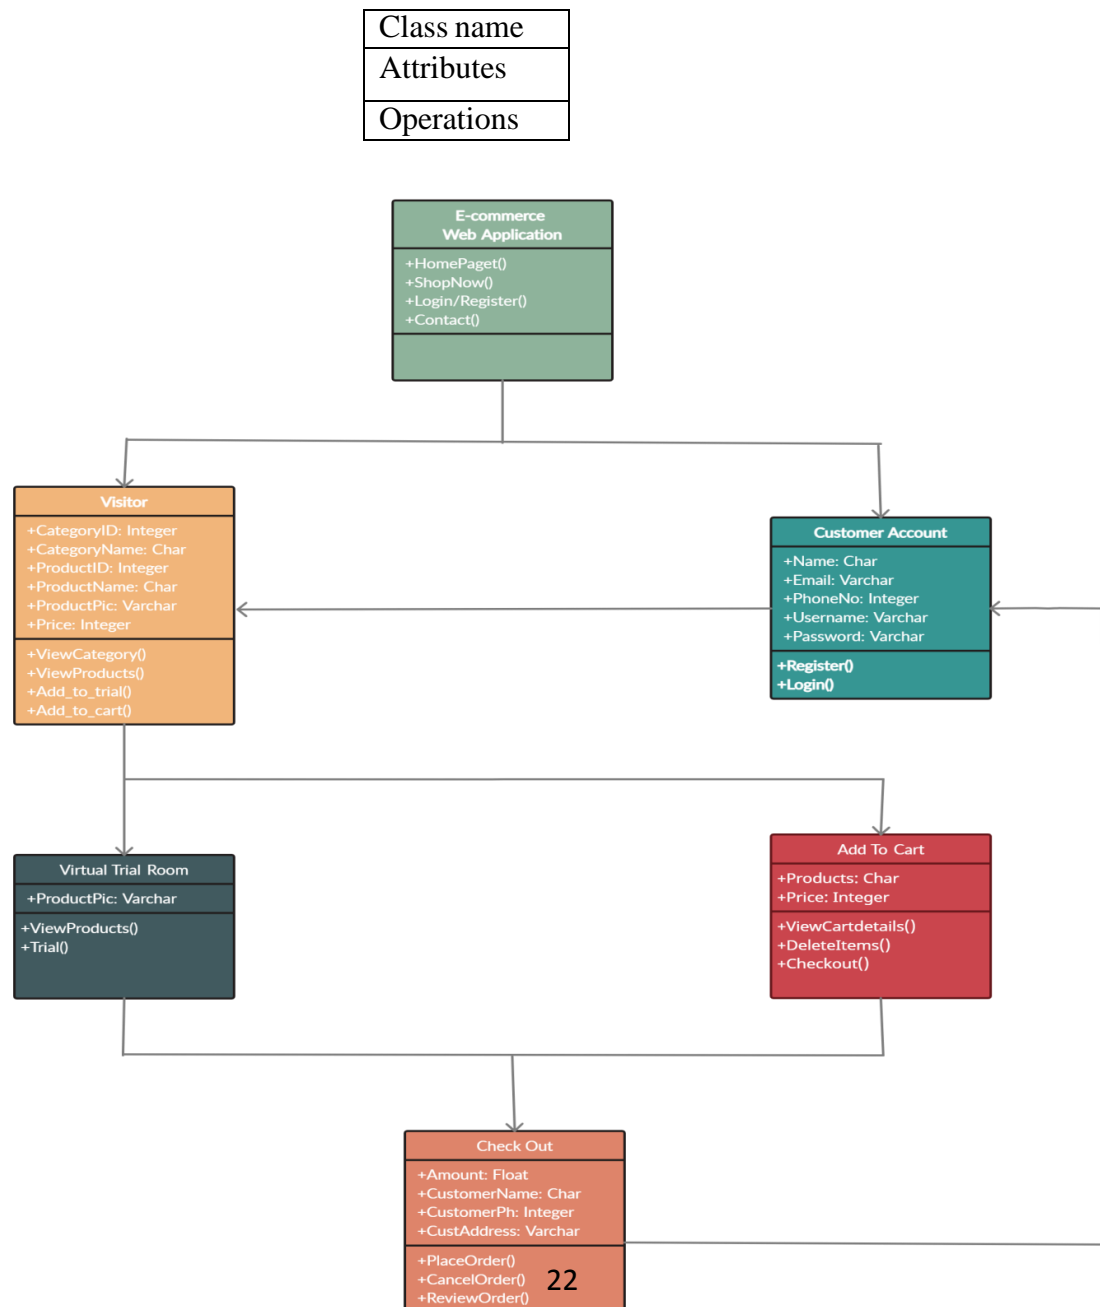 Class name
Attributes
Operations
E-commerce
Web Application
+HomePaget()
+ShopNow()
+Login/Register()
+Contact()
Visitor
+CategoryID: Integer
+CategoryName: Char
+ProductID: Integer
+ProductName: Char
+ProductPic: Varchar
+Price: Integer
+ViewCategory()
+ViewProducts()
+Add_to_trial()
+Add_to_cart()
Customer Account
+Name: Char
+Email: Varchar
+PhoneNo: Integer
+Username: Varchar
+Password: Varchar
+Register()
+Login()
Virtual Trial Room
+ProductPic: Varchar
+ViewProducts()
+Trial()
Add To Cart
+Products: Char
+Price: Integer
+ViewCartdetails()
+DeleteItems()
+Checkout()
Check Out
+Amount: Float
+CustomerName: Char
+CustomerPh: Integer
+CustAddress: Varchar
+PlaceOrder()
+CancelOrder()
+ReviewOrder()
22